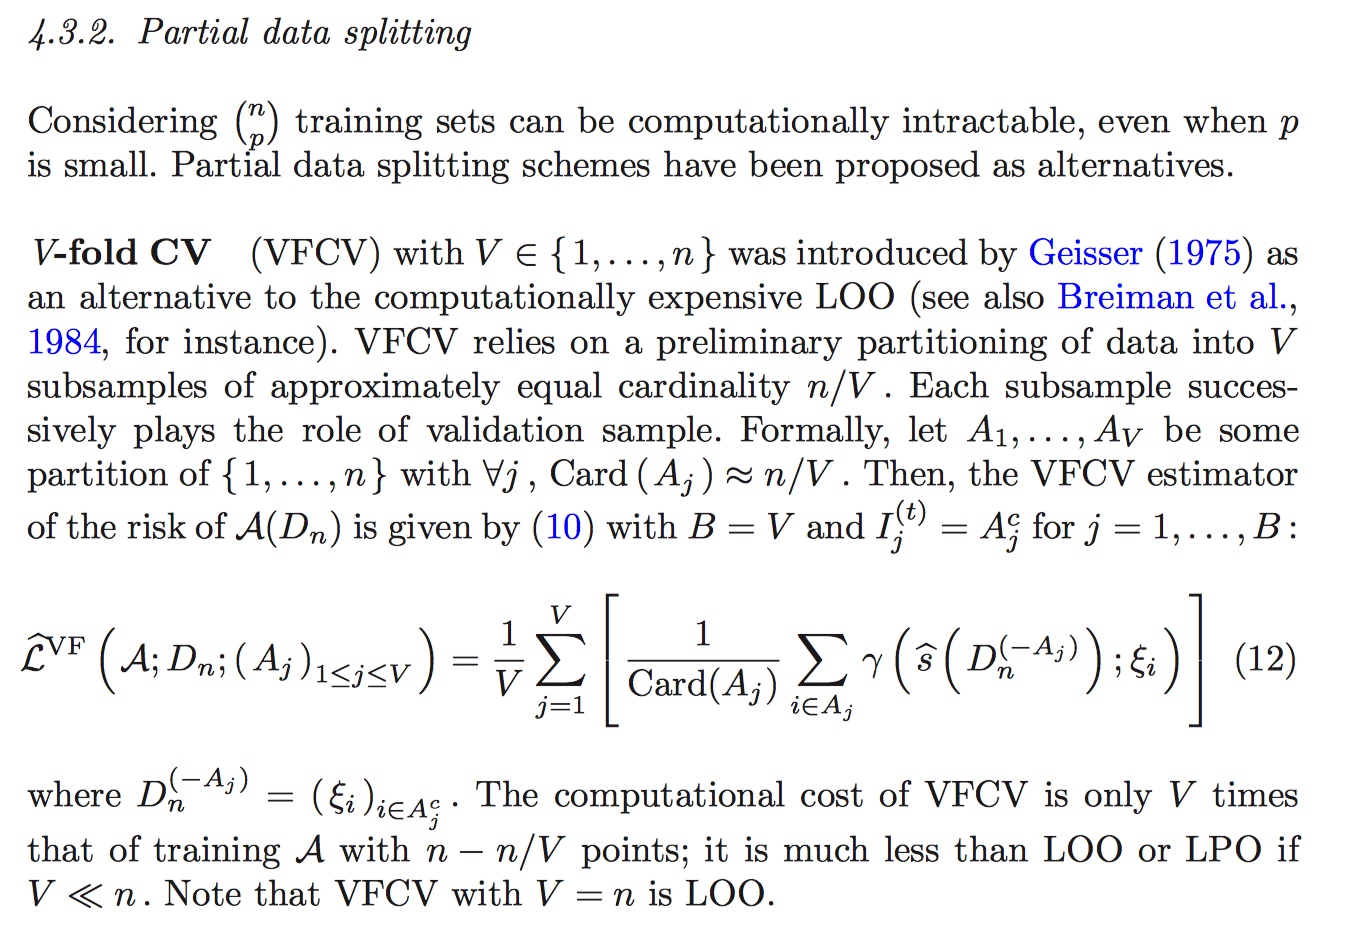 4.3.2. Partial data splitting
Considering $\binom{n}{p}$ training sets can be computationally intractable, even when $p$
is small. Partial data splitting schemes have been proposed as alternatives.
V-fold CV (VFCV) with $V \in \{1, \ldots, n\}$ was introduced by Geisser (1975) as
an alternative to the computationally expensive LOO (see also Breiman et al.,
1984, for instance). VFCV relies on a preliminary partitioning of data into $V$
subsamples of approximately equal cardinality $n/V$. Each subsample succes-
sively plays the role of validation sample. Formally, let $A_1, \ldots, A_V$ be some
partition of $\{1, \ldots, n\}$ with $\forall j$, $\mathrm{Card}(A_j) \approx n/V$. Then, the VFCV estimator
of the risk of $\mathcal{A}(D_n)$ is given by (10) with $B = V$ and $I_j^{(t)} = A_j^c$ for $j = 1, \ldots, B$:
$\widehat{\mathcal{L}}^{\mathrm{VF}}\left(\mathcal{A}; D_n; (A_j)_{1 \leq j \leq V}\right) = \frac{1}{V} \sum_{j=1}^{V} \left[ \frac{1}{\mathrm{Card}(A_j)} \sum_{i \in A_j} \gamma\left(\widehat{s}\left(D_n^{(-A_j)}\right); \xi_i\right) \right]$ (12)
where $D_n^{(-A_j)} = (\xi_i)_{i \in A_j^c}$. The computational cost of VFCV is only $V$ times
that of training $\mathcal{A}$ with $n - n/V$ points; it is much less than LOO or LPO if
$V \ll n$. Note that VFCV with $V = n$ is LOO.